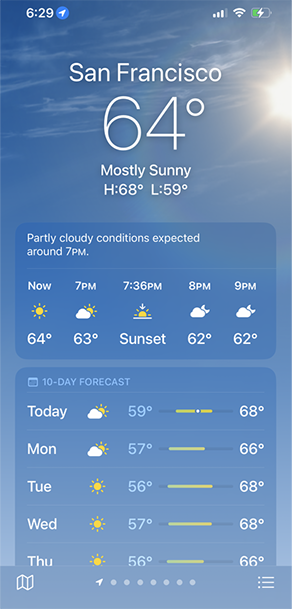 6:29
San Francisco
64°
Mostly Sunny
H:68° L:59°
Partly cloudy conditions expected
around 7PM.
Now 7PM 7:36PM 8PM 9PM
64° 63° Sunset 62° 62°
10-DAY FORECAST
Today 59° 68°
Mon 57° 66°
Tue 56° 68°
Wed 57° 68°
Thu 56° 66°